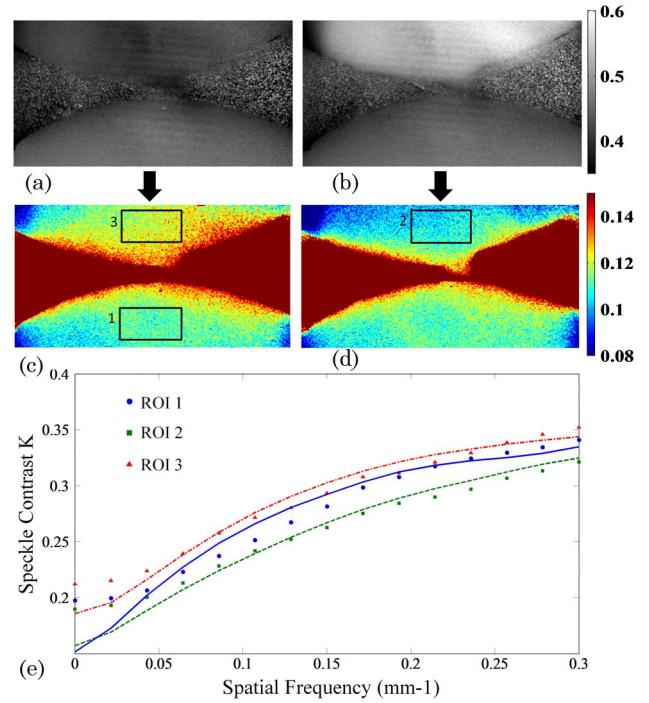 0.6
0.5
0.4
(a)
(b)
3
2
1
0.14
0.12
0.1
0.08
(c)
(d)
0.4
0.35
0.3
0.25
0.2
Speckle Contrast K
ROI 1
ROI 2
ROI 3
0
0.05
0.1
0.15
0.2
0.25
0.3
(e)
Spatial Frequency (mm-1)